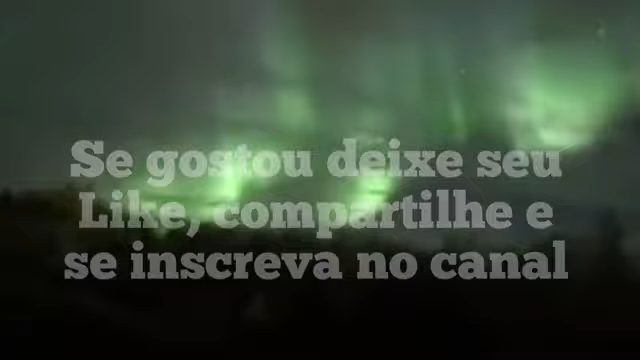 Se gostou deixe seu
Like, compartilhe e
se inscreva no canal